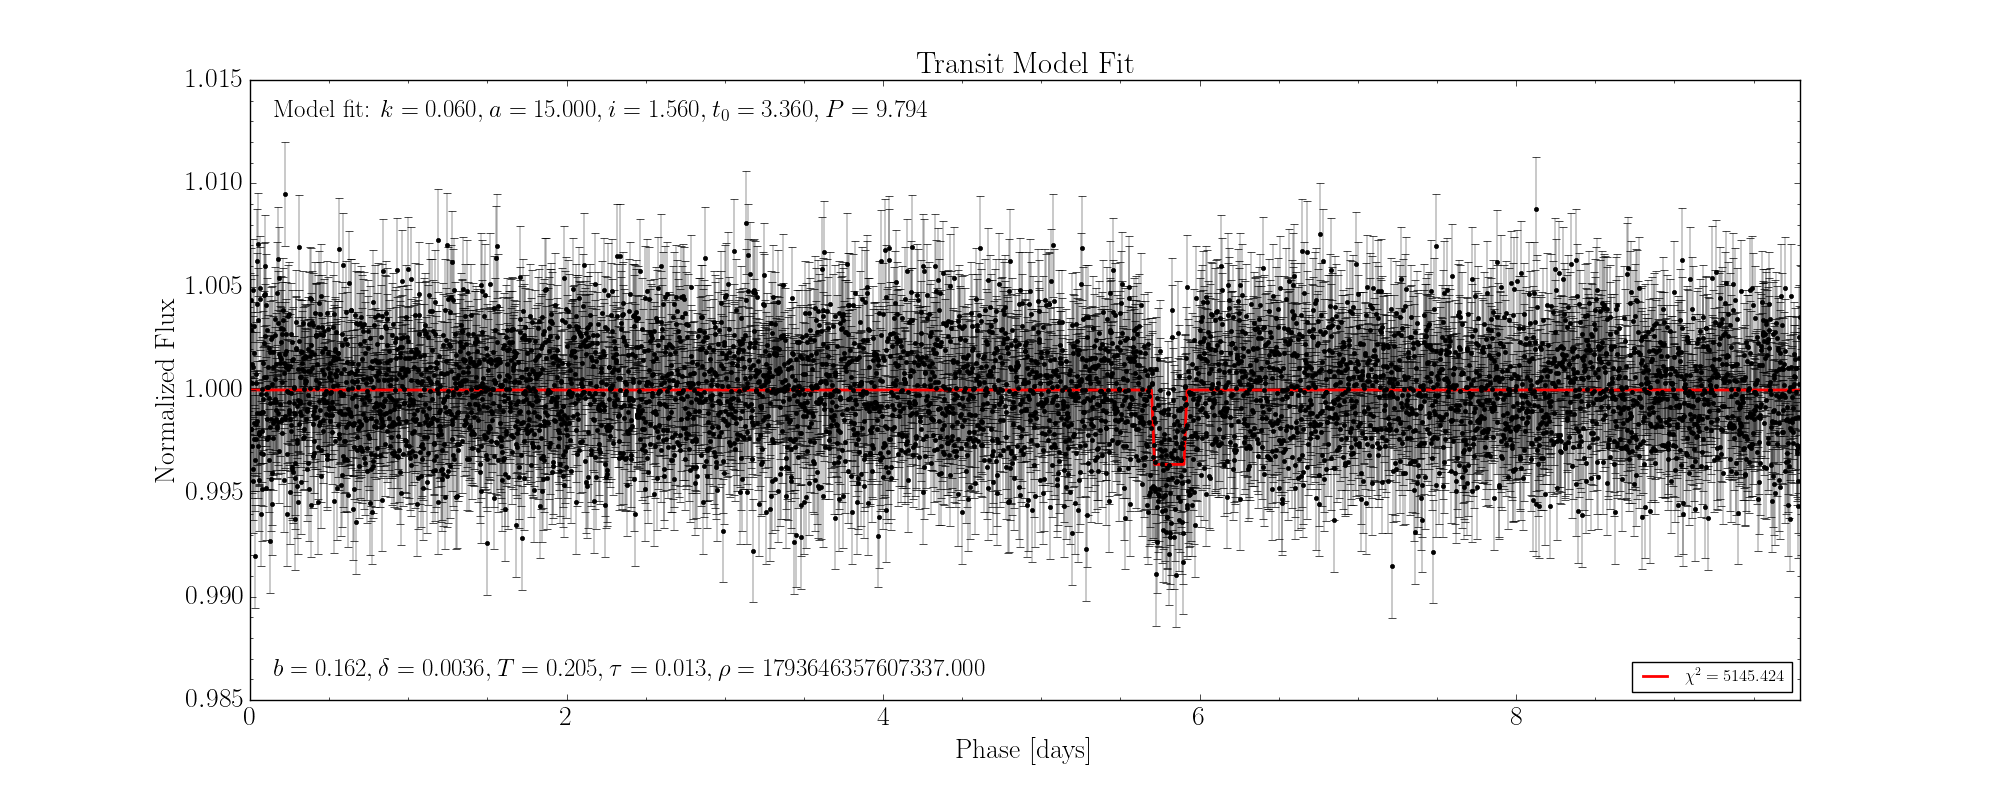 Transit Model Fit
1.015
1.010
1.005
1.000
0.995
0.990
0.985
Normalized Flux
Model fit: k = 0.060, a = 15.000, i = 1.560, t₀ = 3.360, P = 9.794
b = 0.162, δ = 0.0036, T = 0.205, τ = 0.013, ρ = 1793646357607337.000
χ² = 5145.424
0 2 4 6 8
Phase [days]